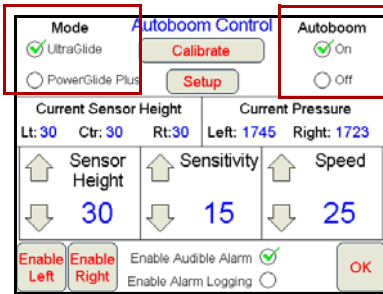 Mode
Autoboom Control
Autoboom
UltraGlide
Calibrate
On
PowerGlide Plus
Setup
Off
Current Sensor Height
Current Pressure
Lt: 30 Ctr: 30 Rt:30
Left: 1745 Right: 1723
Sensor Height
Sensitivity
Speed
30
15
25
Enable Left
Enable Right
Enable Audible Alarm
Enable Alarm Logging
OK